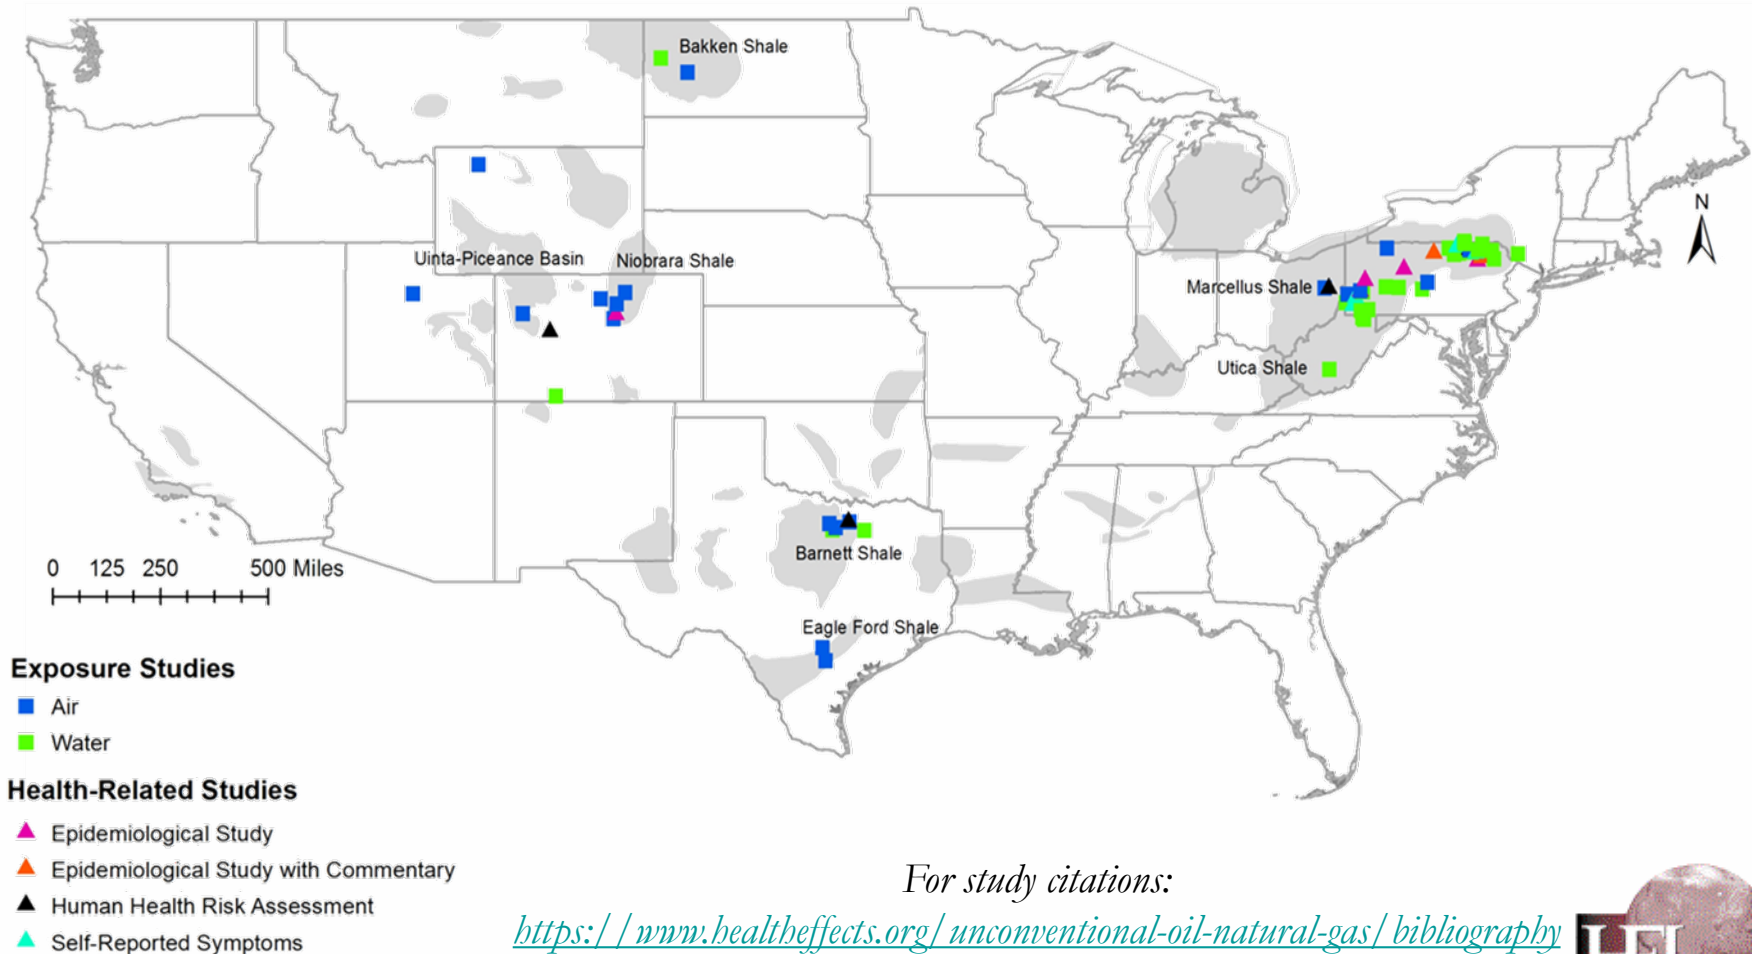 Bakken Shale
N
Uinta-Piceance Basin
Niobrara Shale
Marcellus Shale
Utica Shale
Barnett Shale
Eagle Ford Shale
0 125 250 500 Miles
Exposure Studies
Air
Water
Health-Related Studies
Epidemiological Study
Epidemiological Study with Commentary
Human Health Risk Assessment
Self-Reported Symptoms
For study citations:
https://www.healtheffects.org/unconventional-oil-natural-gas/bibliography
HEI